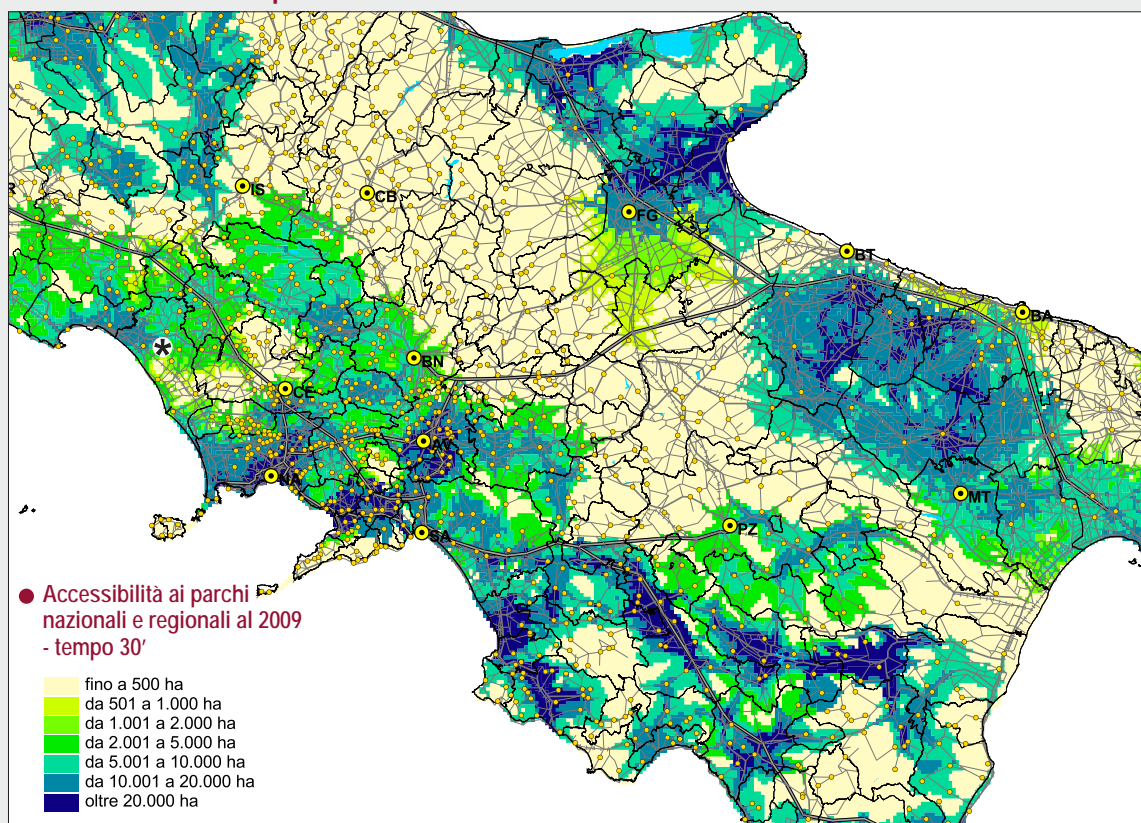 IS
CB
FG
BT
BA
BN
CE
AV
NA
MT
PZ
SA
Accessibilità ai parchi
nazionali e regionali al 2009
- tempo 30'
fino a 500 ha
da 501 a 1.000 ha
da 1.001 a 2.000 ha
da 2.001 a 5.000 ha
da 5.001 a 10.000 ha
da 10.001 a 20.000 ha
oltre 20.000 ha